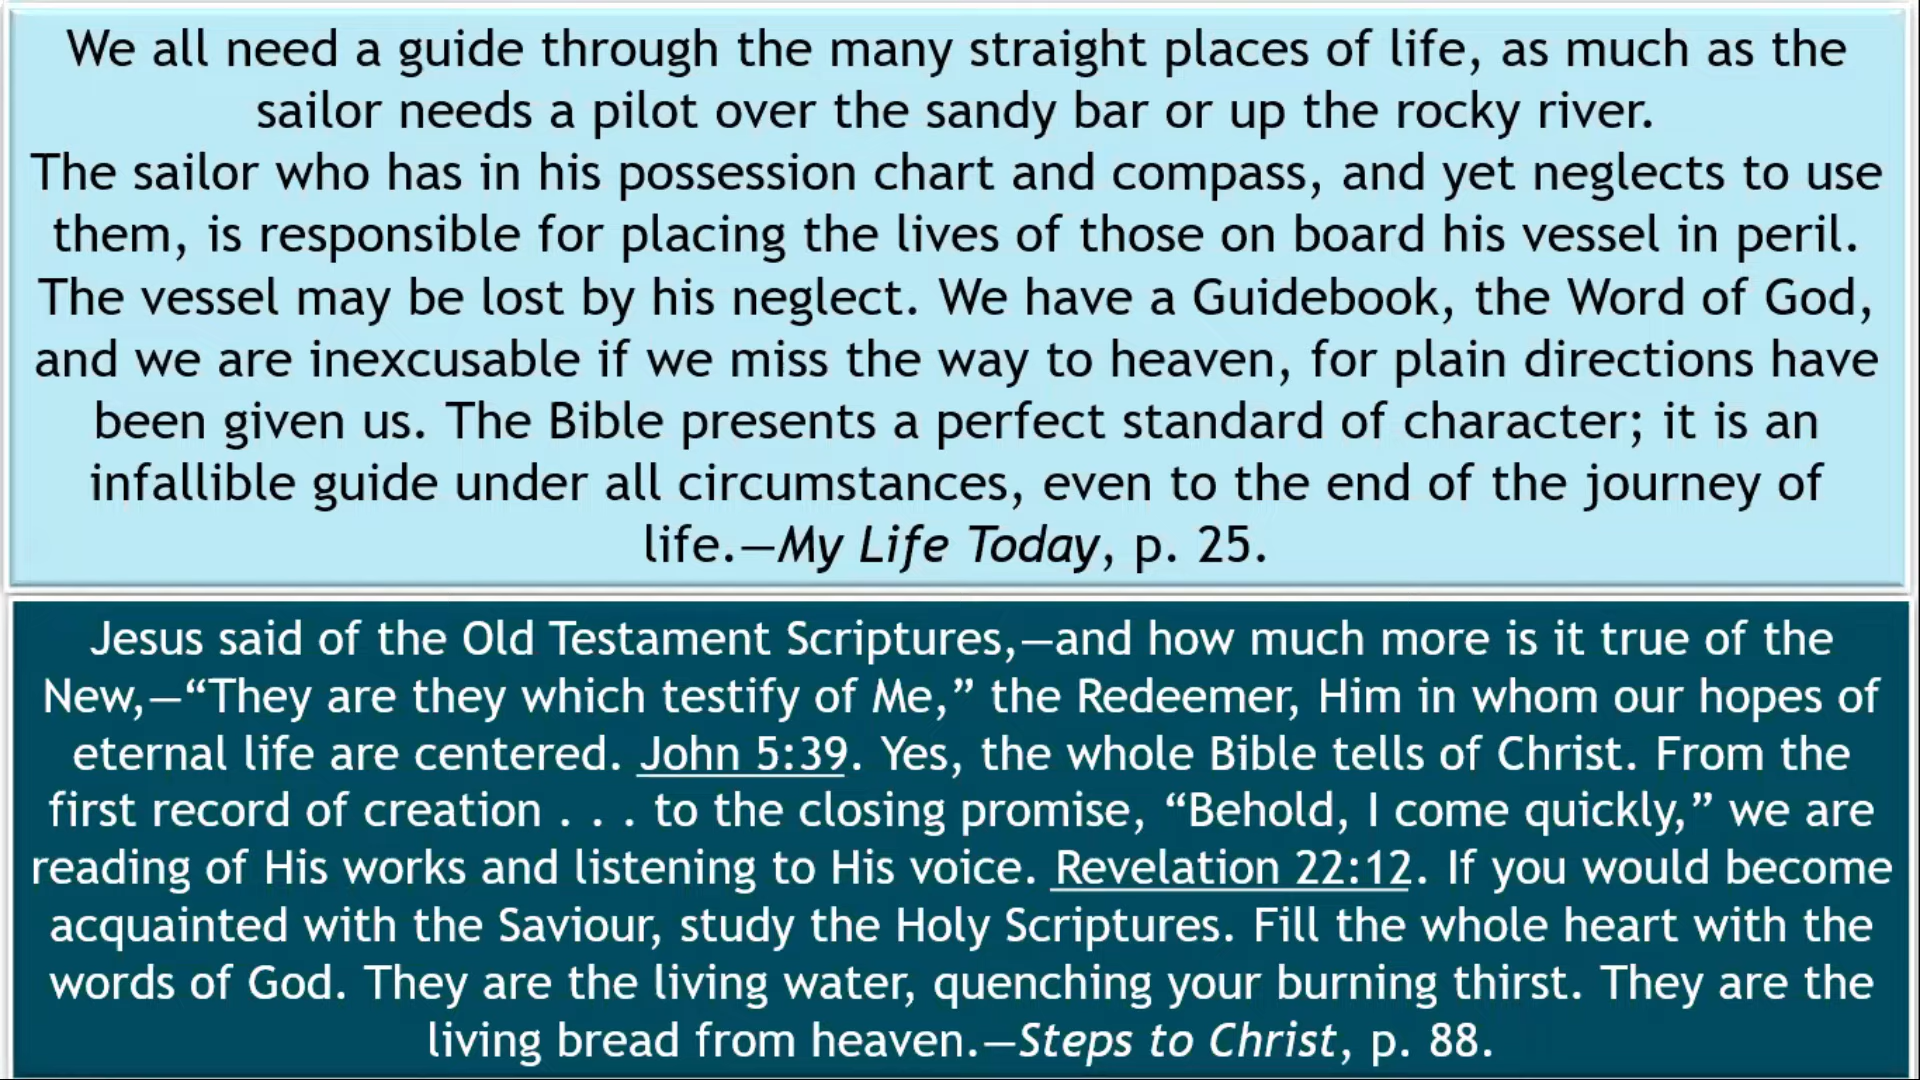 We all need a guide through the many straight places of life, as much as the
sailor needs a pilot over the sandy bar or up the rocky river.
The sailor who has in his possession chart and compass, and yet neglects to use
them, is responsible for placing the lives of those on board his vessel in peril.
The vessel may be lost by his neglect. We have a Guidebook, the Word of God,
and we are inexcusable if we miss the way to heaven, for plain directions have
been given us. The Bible presents a perfect standard of character; it is an
infallible guide under all circumstances, even to the end of the journey of
life.—My Life Today, p. 25.
Jesus said of the Old Testament Scriptures,—and how much more is it true of the
New,—“They are they which testify of Me,” the Redeemer, Him in whom our hopes of
eternal life are centered. John 5:39. Yes, the whole Bible tells of Christ. From the
first record of creation . . . to the closing promise, “Behold, I come quickly,” we are
reading of His works and listening to His voice. Revelation 22:12. If you would become
acquainted with the Saviour, study the Holy Scriptures. Fill the whole heart with the
words of God. They are the living water, quenching your burning thirst. They are the
living bread from heaven.—Steps to Christ, p. 88.